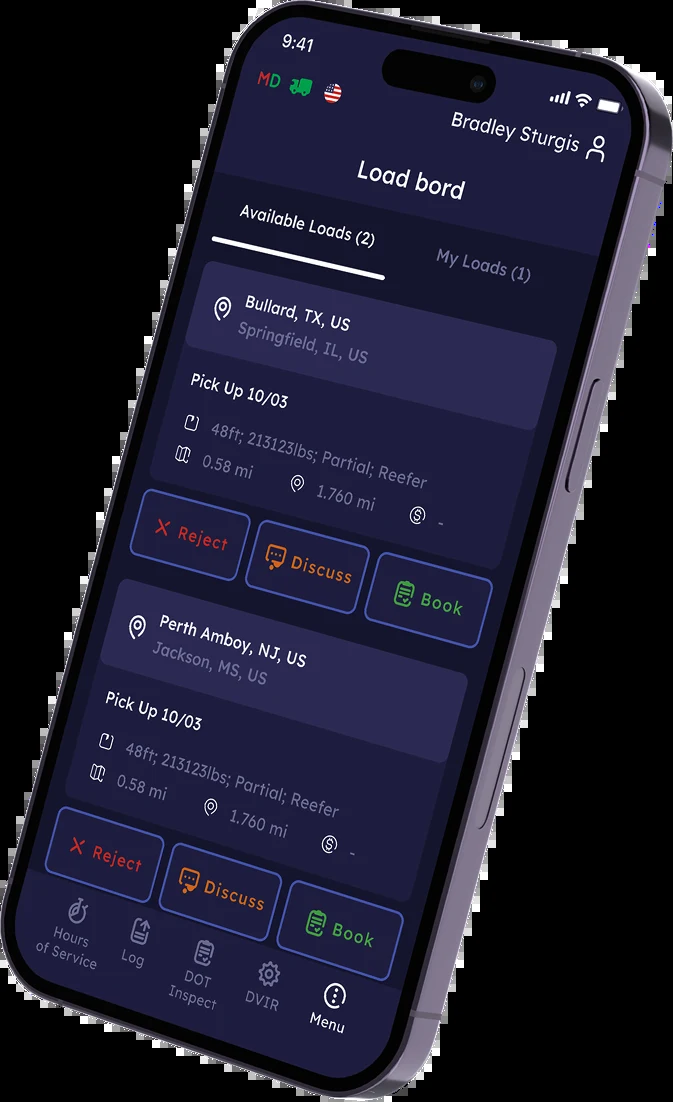 9:41
MD
Bradley Sturgis
Load bord
Available Loads (2)
My Loads (1)
Bullard, TX, US
Springfield, IL, US
Pick Up 10/03
48ft; 213123lbs; Partial; Reefer
0.58 mi 1.760 mi -
Reject Discuss Book
Perth Amboy, NJ, US
Jackson, MS, US
Pick Up 10/03
48ft; 213123lbs; Partial; Reefer
0.58 mi 1.760 mi -
Reject Discuss Book
Hours
of Service
Log
DOT
Inspect
DVIR
Menu